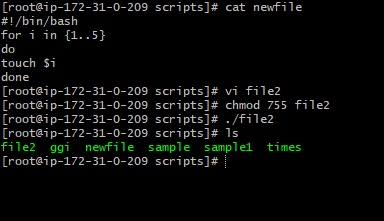 [root@ip-172-31-0-209 scripts]# cat newfile
#!/bin/bash
for i in {1..5}
do
touch $i
done
[root@ip-172-31-0-209 scripts]# vi file2
[root@ip-172-31-0-209 scripts]# chmod 755 file2
[root@ip-172-31-0-209 scripts]# ./file2
[root@ip-172-31-0-209 scripts]# ls
file2  ggi  newfile  sample  sample1  times
[root@ip-172-31-0-209 scripts]#